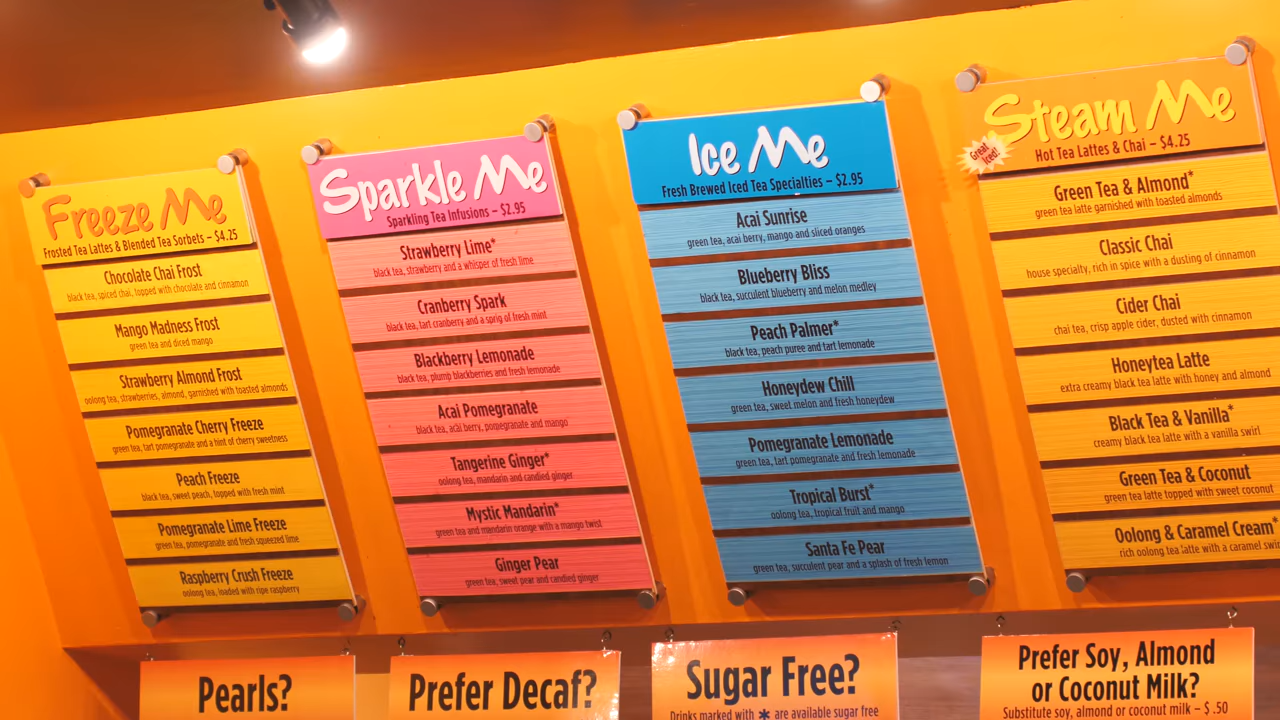 Freeze Me
Frosted Tea Lattes & Blended Tea Sorbets – $4.25
Chocolate Chai Frost
black tea, spiced chai, topped with chocolate and cinnamon
Mango Madness Frost
green tea and diced mango
Strawberry Almond Frost
oolong tea, strawberries, almond, garnished with toasted almonds
Pomegranate Cherry Freeze
green tea, tart pomegranate and a hint of cherry sweetness
Peach Freeze
black tea, sweet peach, topped with fresh mint
Pomegranate Lime Freeze
green tea, pomegranate and fresh squeezed lime
Raspberry Crush Freeze
oolong tea, loaded with ripe raspberry
Sparkle Me
Sparkling Tea Infusions – $2.95
Strawberry Lime*
black tea, strawberry and a whisper of fresh lime
Cranberry Spark
black tea, tart cranberry and a sprig of fresh mint
Blackberry Lemonade
black tea, plump blackberries and fresh lemonade
Acai Pomegranate
black tea, acai berry, pomegranate and mango
Tangerine Ginger*
oolong tea, mandarin and candied ginger
Mystic Mandarin*
green tea and mandarin orange with a mango twist
Ginger Pear
green tea, sweet pear and candied ginger
Ice Me
Fresh Brewed Iced Tea Specialties – $2.95
Acai Sunrise
green tea, acai berry, mango and sliced oranges
Blueberry Bliss
black tea, succulent blueberry and melon medley
Peach Palmer*
black tea, peach puree and tart lemonade
Honeydew Chill
green tea, sweet melon and fresh honeydew
Pomegranate Lemonade
green tea, tart pomegranate and fresh lemonade
Tropical Burst*
oolong tea, tropical fruit and mango
Santa Fe Pear
green tea, succulent pear and a splash of fresh lemon
Steam Me
Great Iced!
Hot Tea Lattes & Chai – $4.25
Green Tea & Almond*
green tea latte garnished with toasted almonds
Classic Chai
house specialty, rich in spice with a dusting of cinnamon
Cider Chai
chai tea, crisp apple cider, dusted with cinnamon
Honeytea Latte
extra creamy black tea latte with honey and almond
Black Tea & Vanilla*
creamy black tea latte with a vanilla swirl
Green Tea & Coconut
green tea latte topped with sweet coconut
Oolong & Caramel Cream*
rich oolong tea latte with a caramel swirl
Pearls?
Prefer Decaf?
Sugar Free?
Drinks marked with * are available sugar free
Prefer Soy, Almond
or Coconut Milk?
Substitute soy, almond or coconut milk – $ .50